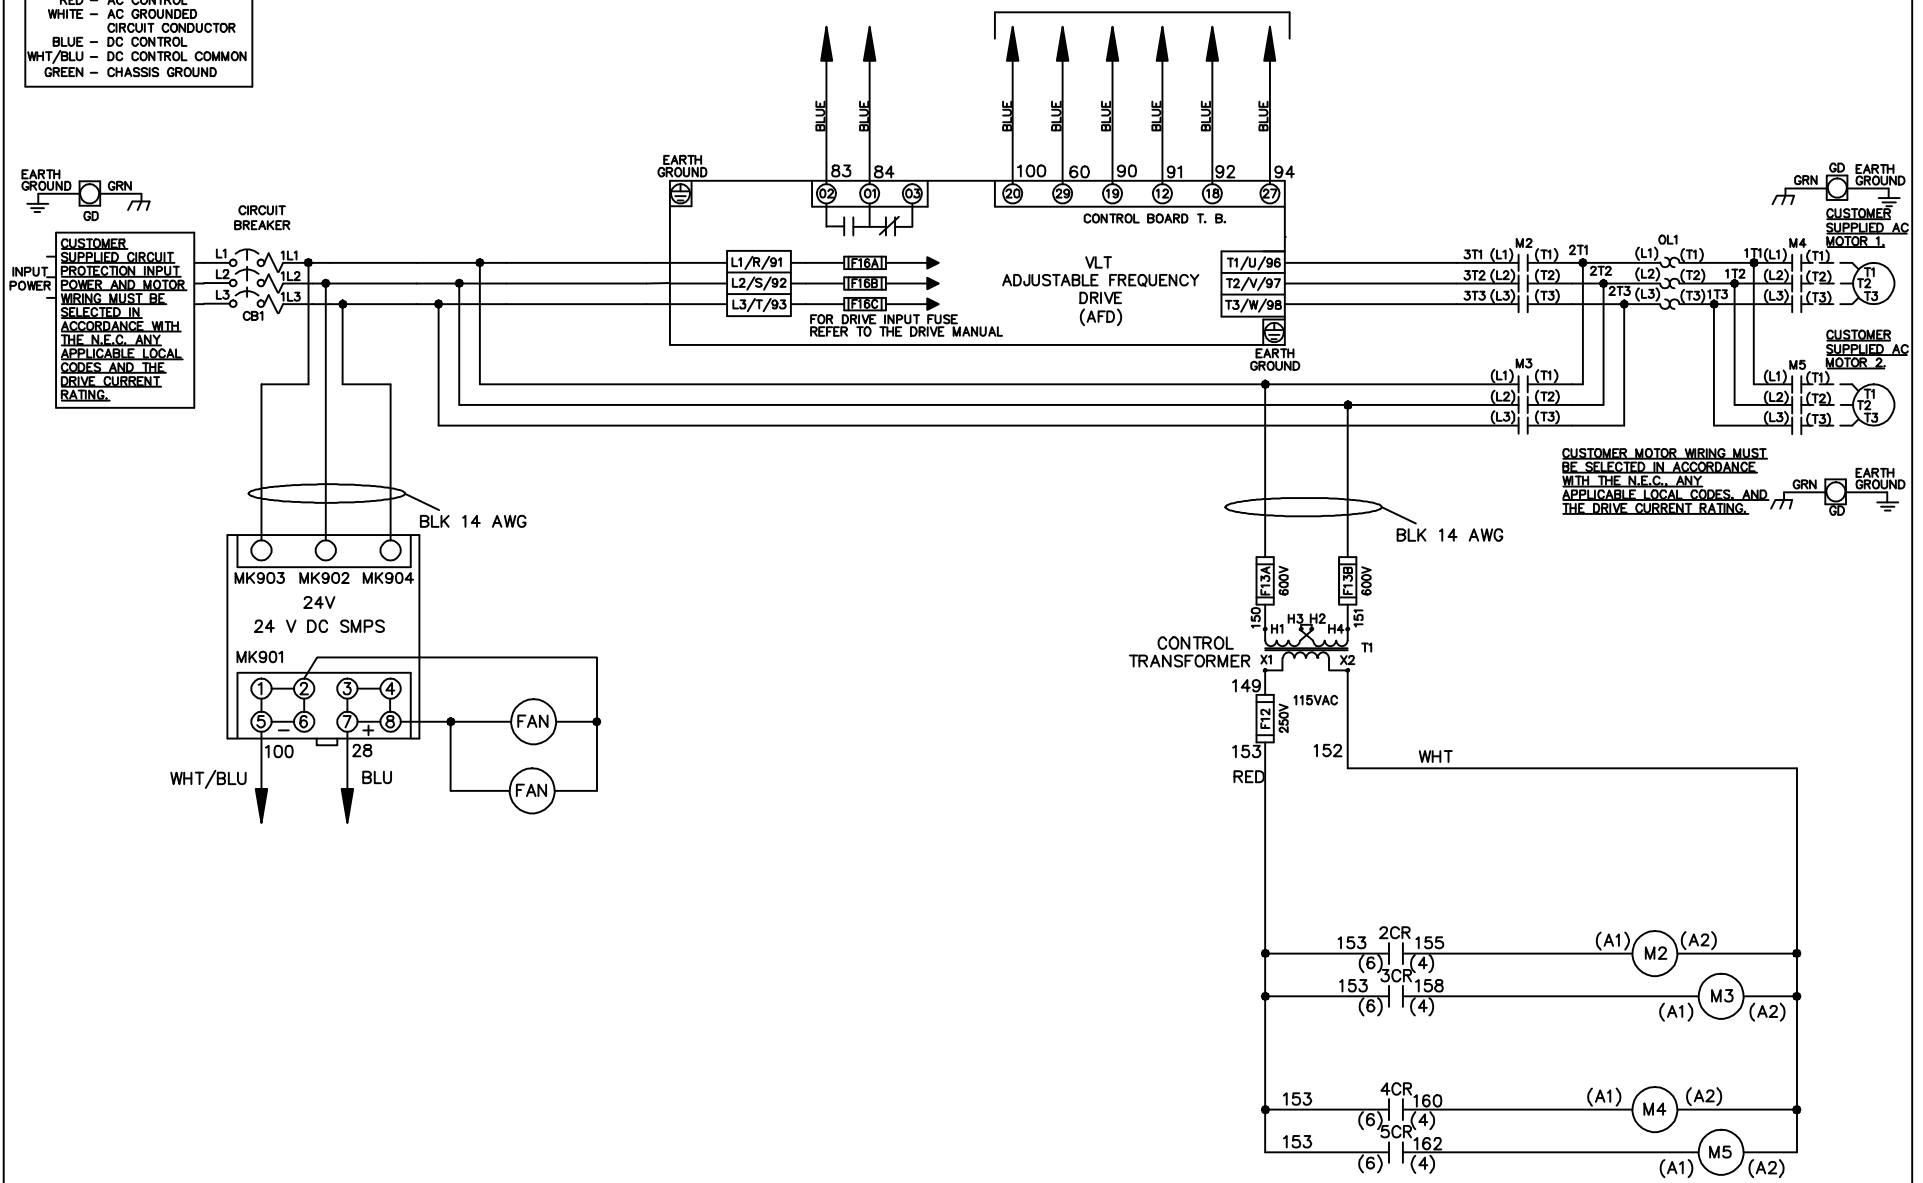 RED – AC CONTROL
WHITE – AC GROUNDED
CIRCUIT CONDUCTOR
BLUE – DC CONTROL
WHT/BLU – DC CONTROL COMMON
GREEN – CHASSIS GROUND
BLUE BLUE BLUE BLUE BLUE BLUE BLUE BLUE
EARTH
GROUND
GRN
GD
CIRCUIT
BREAKER
INPUT
POWER
CUSTOMER
SUPPLIED CIRCUIT
PROTECTION INPUT
POWER AND MOTOR
WIRING MUST BE
SELECTED IN
ACCORDANCE WITH
THE N.E.C. ANY
APPLICABLE LOCAL
CODES AND THE
DRIVE CURRENT
RATING.
L1 1L1
L2 1L2
L3 1L3
CB1
EARTH
GROUND
83 84
02 01 03
100 60 90 91 92 94
20 29 19 12 18 27
CONTROL BOARD T. B.
L1/R/91 F16A
L2/S/92 F16B
L3/T/93 F16C
FOR DRIVE INPUT FUSE
REFER TO THE DRIVE MANUAL
VLT
ADJUSTABLE FREQUENCY
DRIVE
(AFD)
T1/U/96
T2/V/97
T3/W/98
EARTH
GROUND
M2
3T1 (L1) (T1) 2T1
3T2 (L2) (T2) 2T2
3T3 (L3) (T3) 2T3
OL1
(L1) (T1) 1T1
(L2) (T2) 1T2
(L3) (T3) 1T3
M4
(L1) (T1)
(L2) (T2)
(L3) (T3)
T1
T2
T3
GD
GRN
EARTH
GROUND
CUSTOMER
SUPPLIED AC
MOTOR 1.
CUSTOMER
SUPPLIED AC
MOTOR 2.
M3
(L1) (T1)
(L2) (T2)
(L3) (T3)
M5
(L1) (T1)
(L2) (T2)
(L3) (T3)
T1
T2
T3
CUSTOMER MOTOR WIRING MUST
BE SELECTED IN ACCORDANCE
WITH THE N.E.C., ANY
APPLICABLE LOCAL CODES, AND
THE DRIVE CURRENT RATING.
GRN
GD
EARTH
GROUND
BLK 14 AWG
MK903 MK902 MK904
24V
24 V DC SMPS
MK901
1 2 3 4
5 – 6 7 + 8
100 28
WHT/BLU BLU
FAN
FAN
BLK 14 AWG
F13A 600V
F13B 600V
150 151
H1 H3 H2 H4
T1
CONTROL
TRANSFORMER
X1 X2
149
115VAC
F12 250V
153 152
RED
WHT
153 2CR 155 (A1) M2 (A2)
(6) (4)
153 3CR 158 M3
(6) (4) (A1) (A2)
153 4CR 160 (A1) M4 (A2)
(6) (4)
153 5CR 162 M5
(6) (4) (A1) (A2)